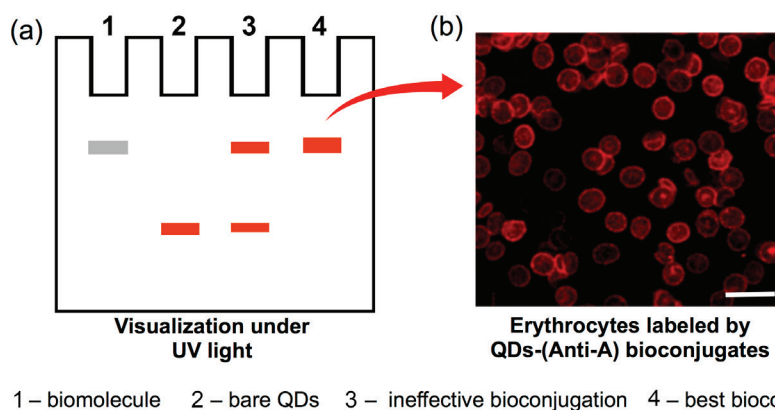 (a)
1 2 3 4
(b)
Visualization under
UV light
Erythrocytes labeled by
QDs-(Anti-A) bioconjugates
1 – biomolecule 2 – bare QDs 3 – ineffective bioconjugation 4 – best bioco